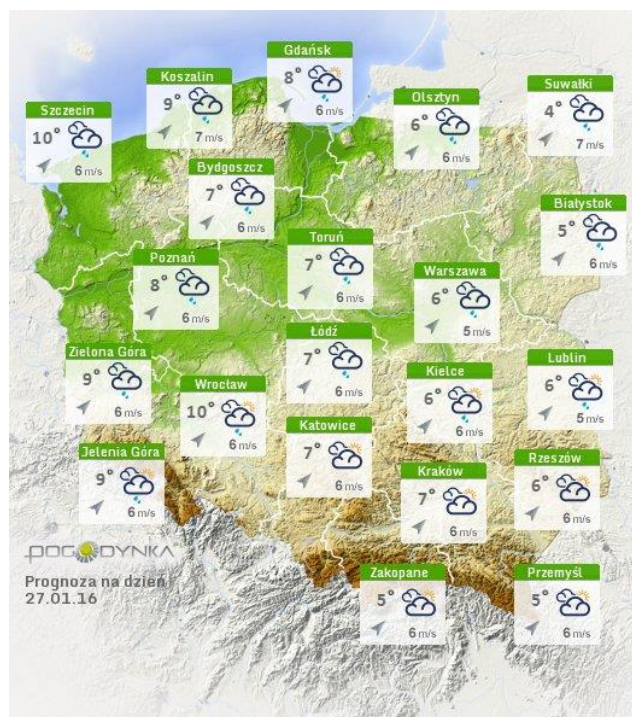 Gdańsk
8°
6 m/s
Koszalin
9°
7 m/s
Suwałki
4°
7 m/s
Olsztyn
6°
6 m/s
Szczecin
10°
6 m/s
Bydgoszcz
7°
6 m/s
Białystok
5°
6 m/s
Toruń
7°
6 m/s
Poznań
8°
6 m/s
Warszawa
6°
5 m/s
Łódź
7°
6 m/s
Zielona Góra
9°
6 m/s
Lublin
6°
5 m/s
Kielce
6°
6 m/s
Wrocław
10°
6 m/s
Katowice
7°
6 m/s
Jelenia Góra
9°
6 m/s
Rzeszów
6°
6 m/s
Kraków
7°
6 m/s
POGODYNKA
Prognoza na dzień
27.01.16
Zakopane
5°
6 m/s
Przemyśl
5°
6 m/s